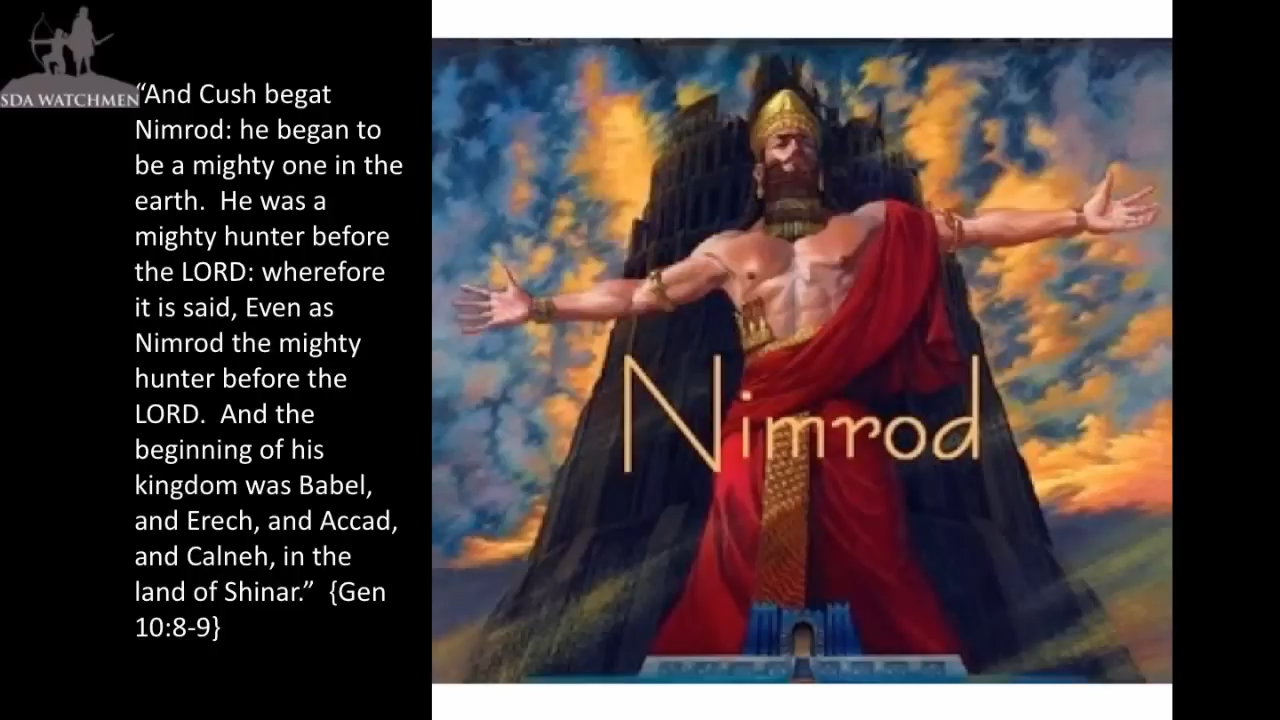 SDA WATCHMEN
“And Cush begat
Nimrod: he began to
be a mighty one in the
earth.  He was a
mighty hunter before
the LORD: wherefore
it is said, Even as
Nimrod the mighty
hunter before the
LORD.  And the
beginning of his
kingdom was Babel,
and Erech, and Accad,
and Calneh, in the
land of Shinar.”  {Gen
10:8-9}
Nimrod